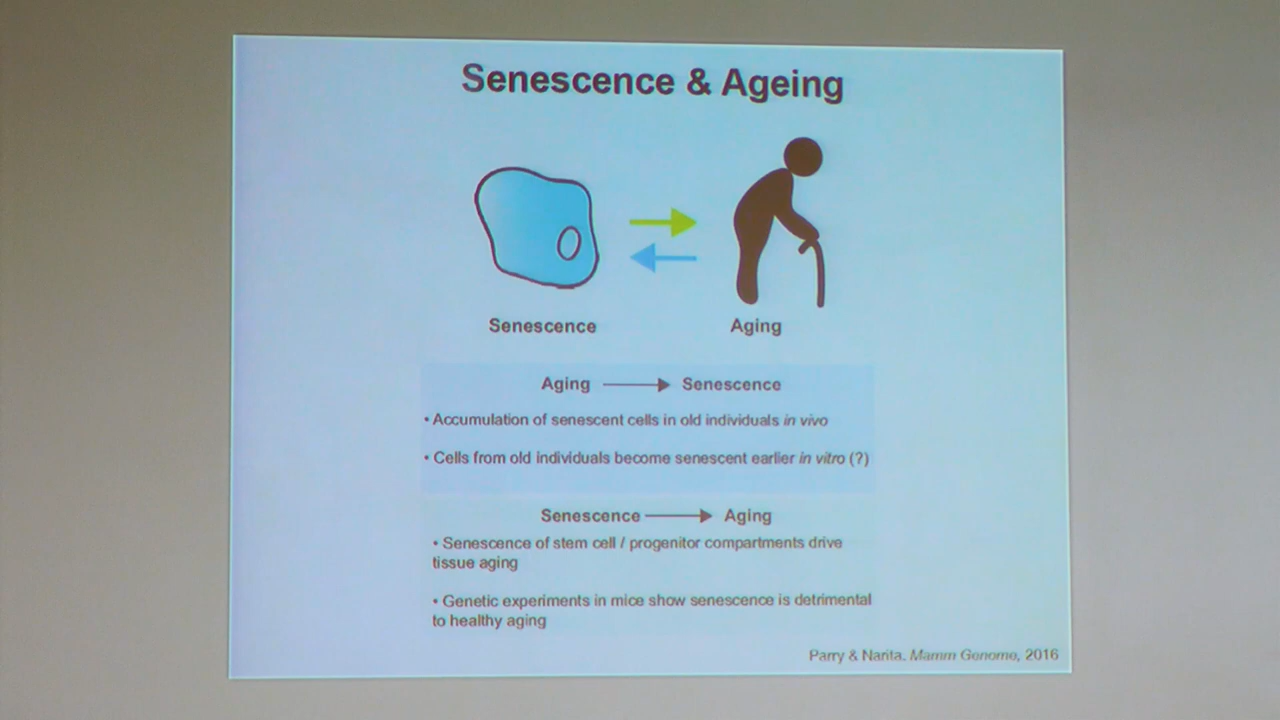 Senescence & Ageing
Senescence
Aging
Aging → Senescence
• Accumulation of senescent cells in old individuals in vivo
• Cells from old individuals become senescent earlier in vitro (?)
Senescence → Aging
• Senescence of stem cell / progenitor compartments drive
tissue aging
• Genetic experiments in mice show senescence is detrimental
to healthy aging
Parry & Narita. Mamm Genome, 2016